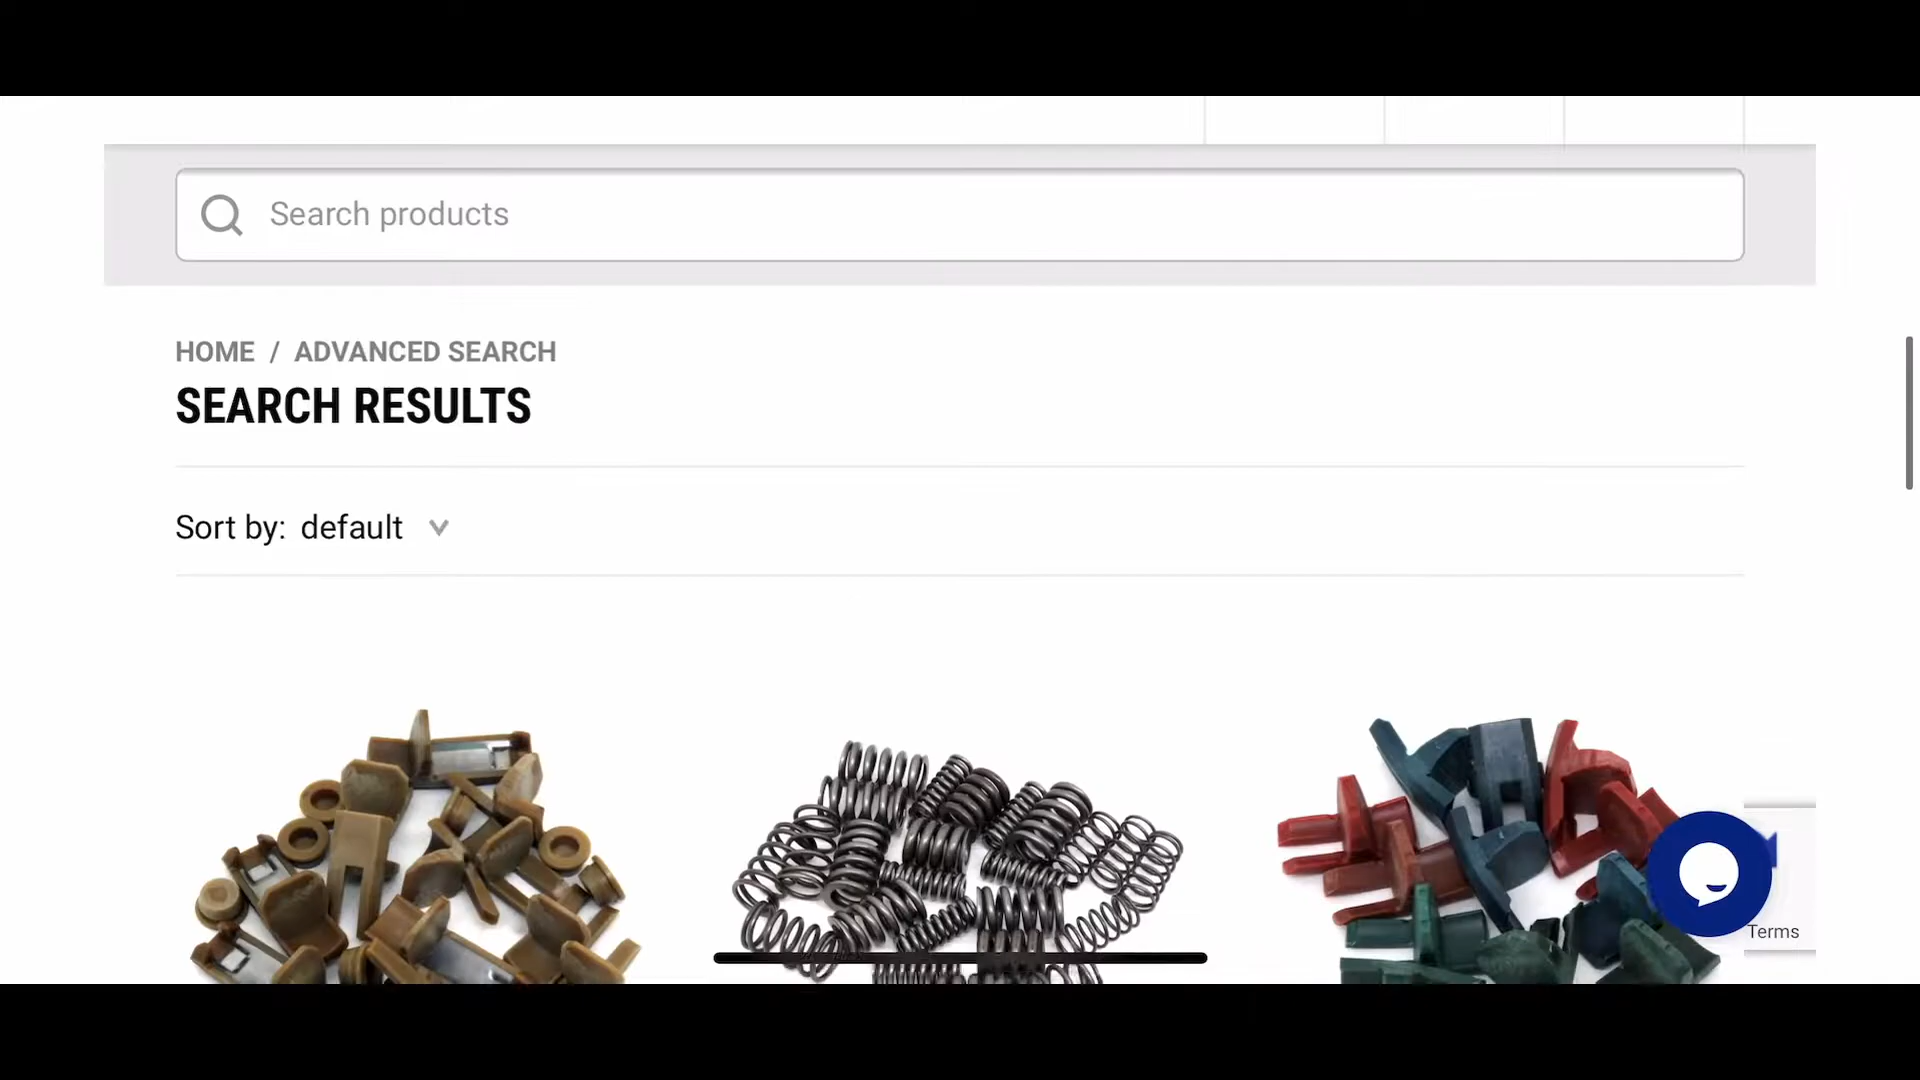 Search products
HOME / ADVANCED SEARCH
SEARCH RESULTS
Sort by: default
Terms